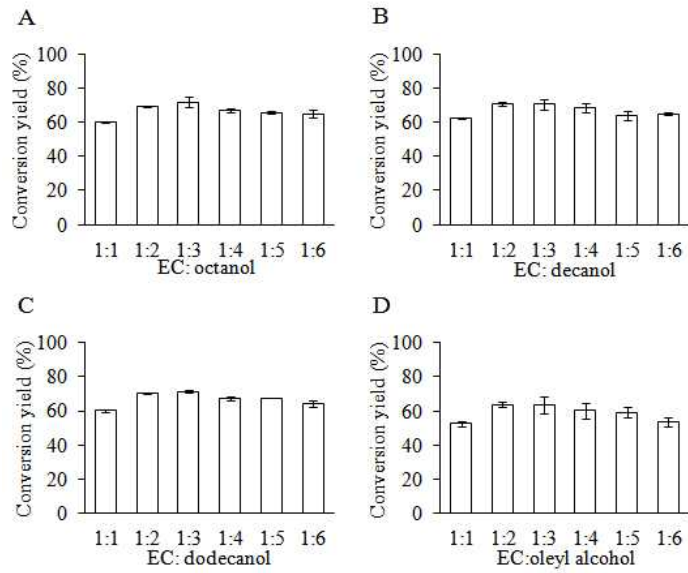 A
Conversion yield (%)
100
80
60
40
20
0
1:1 1:2 1:3 1:4 1:5 1:6
EC: octanol
B
Conversion yield (%)
100
80
60
40
20
0
1:1 1:2 1:3 1:4 1:5 1:6
EC: decanol
C
Conversion yield (%)
100
80
60
40
20
0
1:1 1:2 1:3 1:4 1:5 1:6
EC: dodecanol
D
Conversion yield (%)
100
80
60
40
20
0
1:1 1:2 1:3 1:4 1:5 1:6
EC:oleyl alcohol